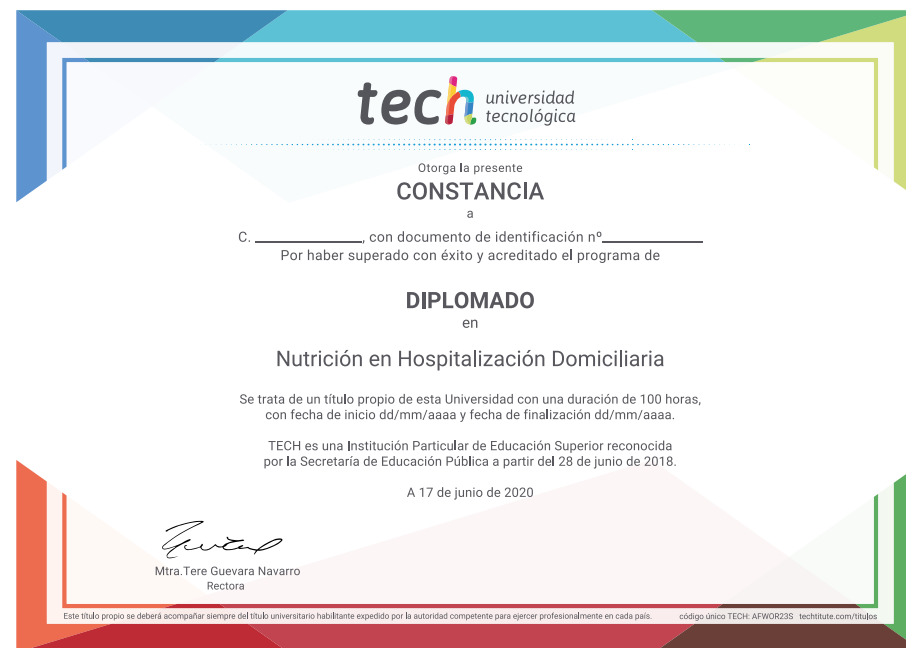 tech universidad
tecnológica
Otorga la presente
CONSTANCIA
a
C. ______________, con documento de identificación nº______________
Por haber superado con éxito y acreditado el programa de
DIPLOMADO
en
Nutrición en Hospitalización Domiciliaria
Se trata de un título propio de esta Universidad con una duración de 100 horas,
con fecha de inicio dd/mm/aaaa y fecha de finalización dd/mm/aaaa.
TECH es una Institución Particular de Educación Superior reconocida
por la Secretaría de Educación Pública a partir del 28 de junio de 2018.
A 17 de junio de 2020
Mtra.Tere Guevara Navarro
Rectora
Este título propio se deberá acompañar siempre del título universitario habilitante expedido por la autoridad competente para ejercer profesionalmente en cada país. código único TECH: AFWOR23S techtitute.com/titulos